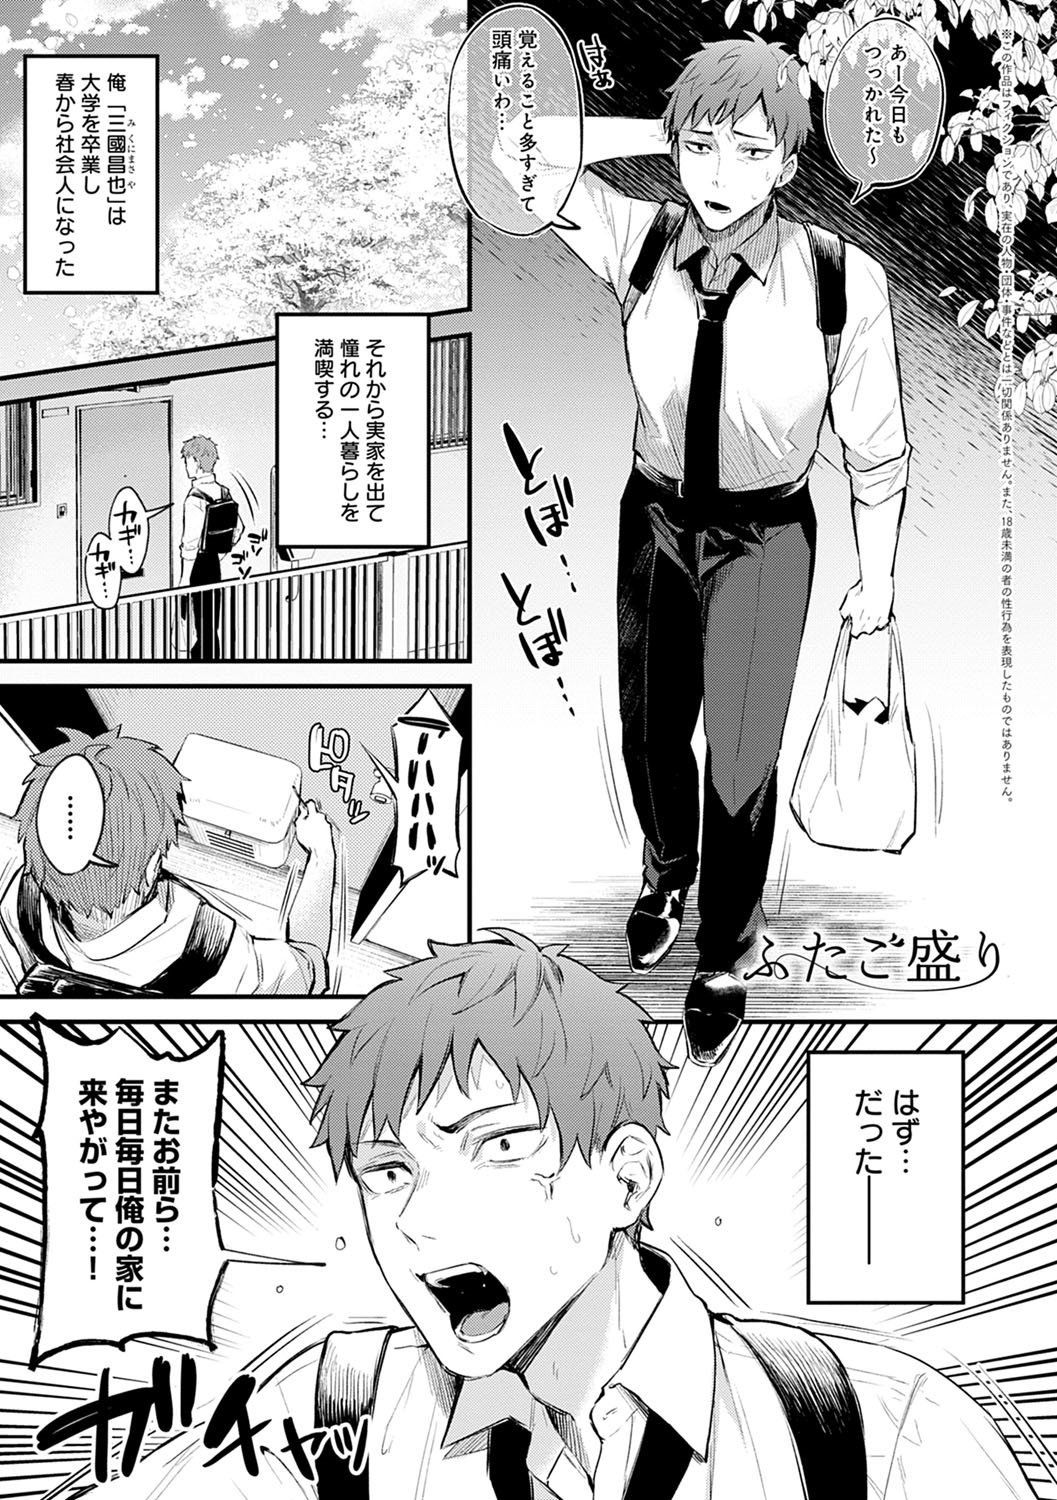 ※この作品はフィクションであり、実在の人物・団体・事件などとは一切関係ありません。また、18歳未満の者の性行為を表現したものではありません。
あー今日も
つっかれた〜
覚えること多すぎて
頭痛いわ…
はぁ
とぼ…
とぼ…
ふたご盛り
俺「三國昌也」は
みくにまさや
大学を卒業し
春から社会人になった
それから実家を出て
憧れの一人暮らしを
満喫する…
カギ…
カギ…
ゴソ
ゴソ
ドタッ
……
はず…
だった──
またお前ら…
毎日毎日俺の家に
来やがって…!
ガチャッ